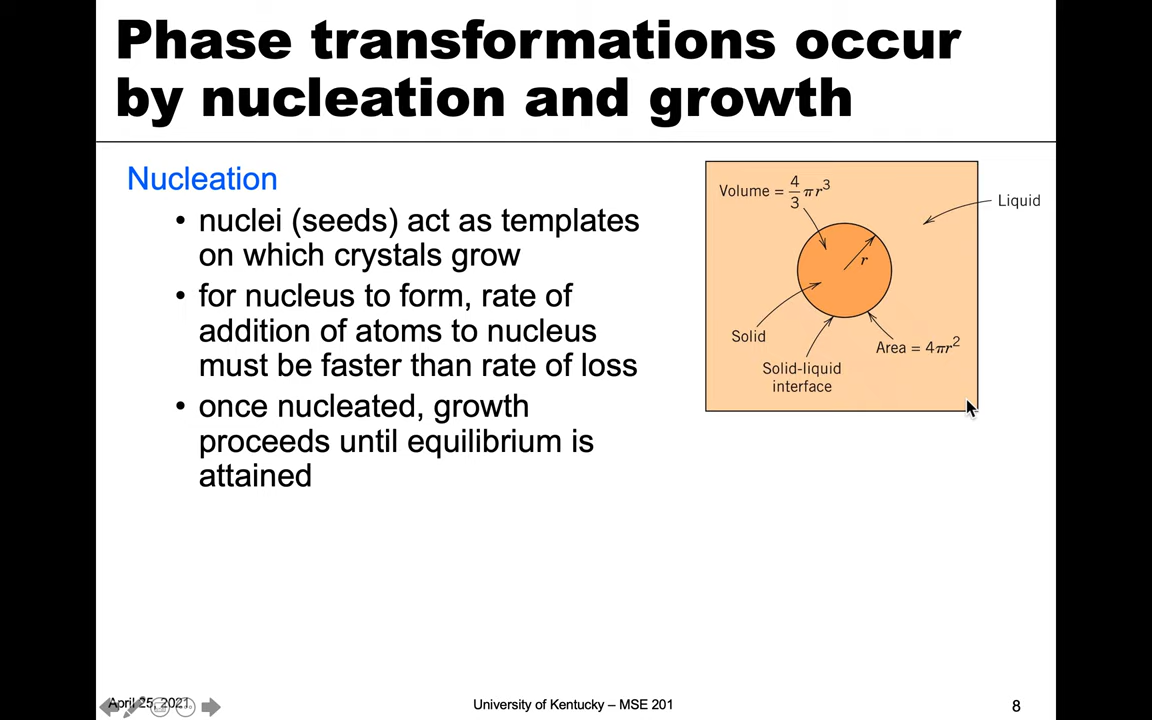 Phase transformations occur
by nucleation and growth
Nucleation
• nuclei (seeds) act as templates
on which crystals grow
• for nucleus to form, rate of
addition of atoms to nucleus
must be faster than rate of loss
• once nucleated, growth
proceeds until equilibrium is
attained
Volume = 4/3 πr³
Liquid
r
Solid
Area = 4πr²
Solid-liquid
interface
April 25, 2021
University of Kentucky – MSE 201
8